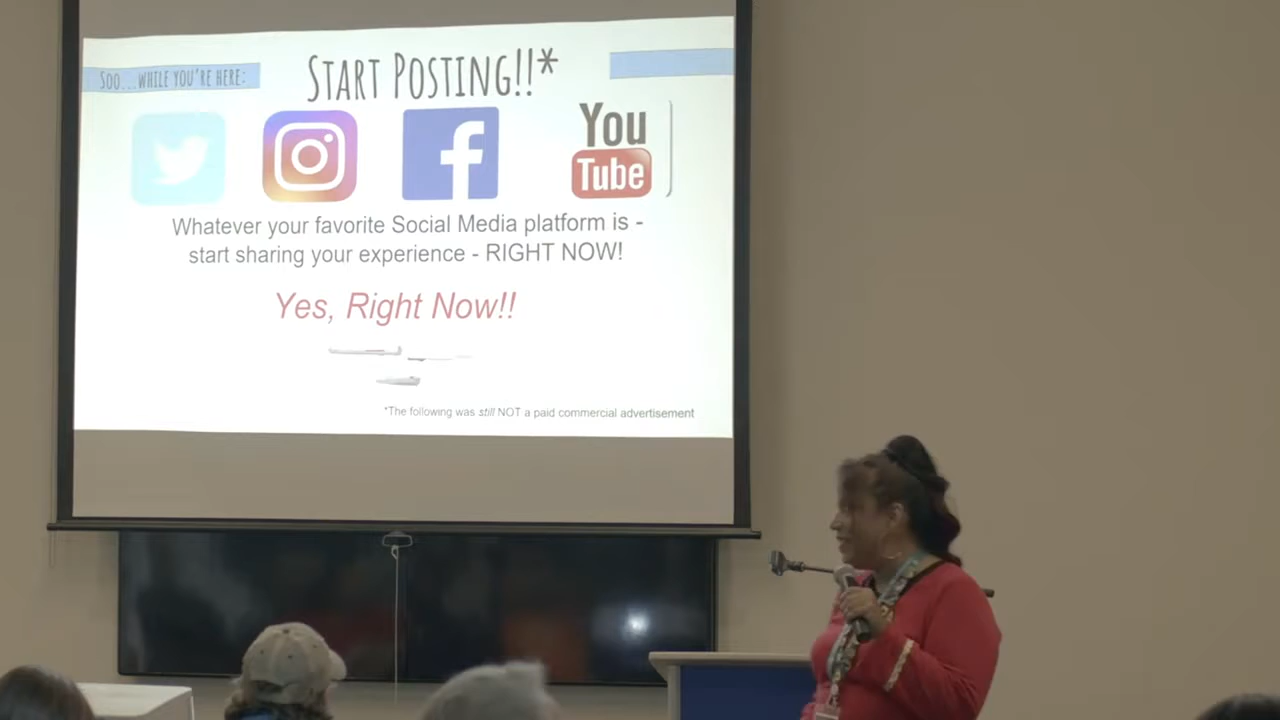 Soo...while you're here:
Start Posting!!*
You
Tube
Whatever your favorite Social Media platform is -
start sharing your experience - RIGHT NOW!
Yes, Right Now!!
*The following was still NOT a paid commercial advertisement